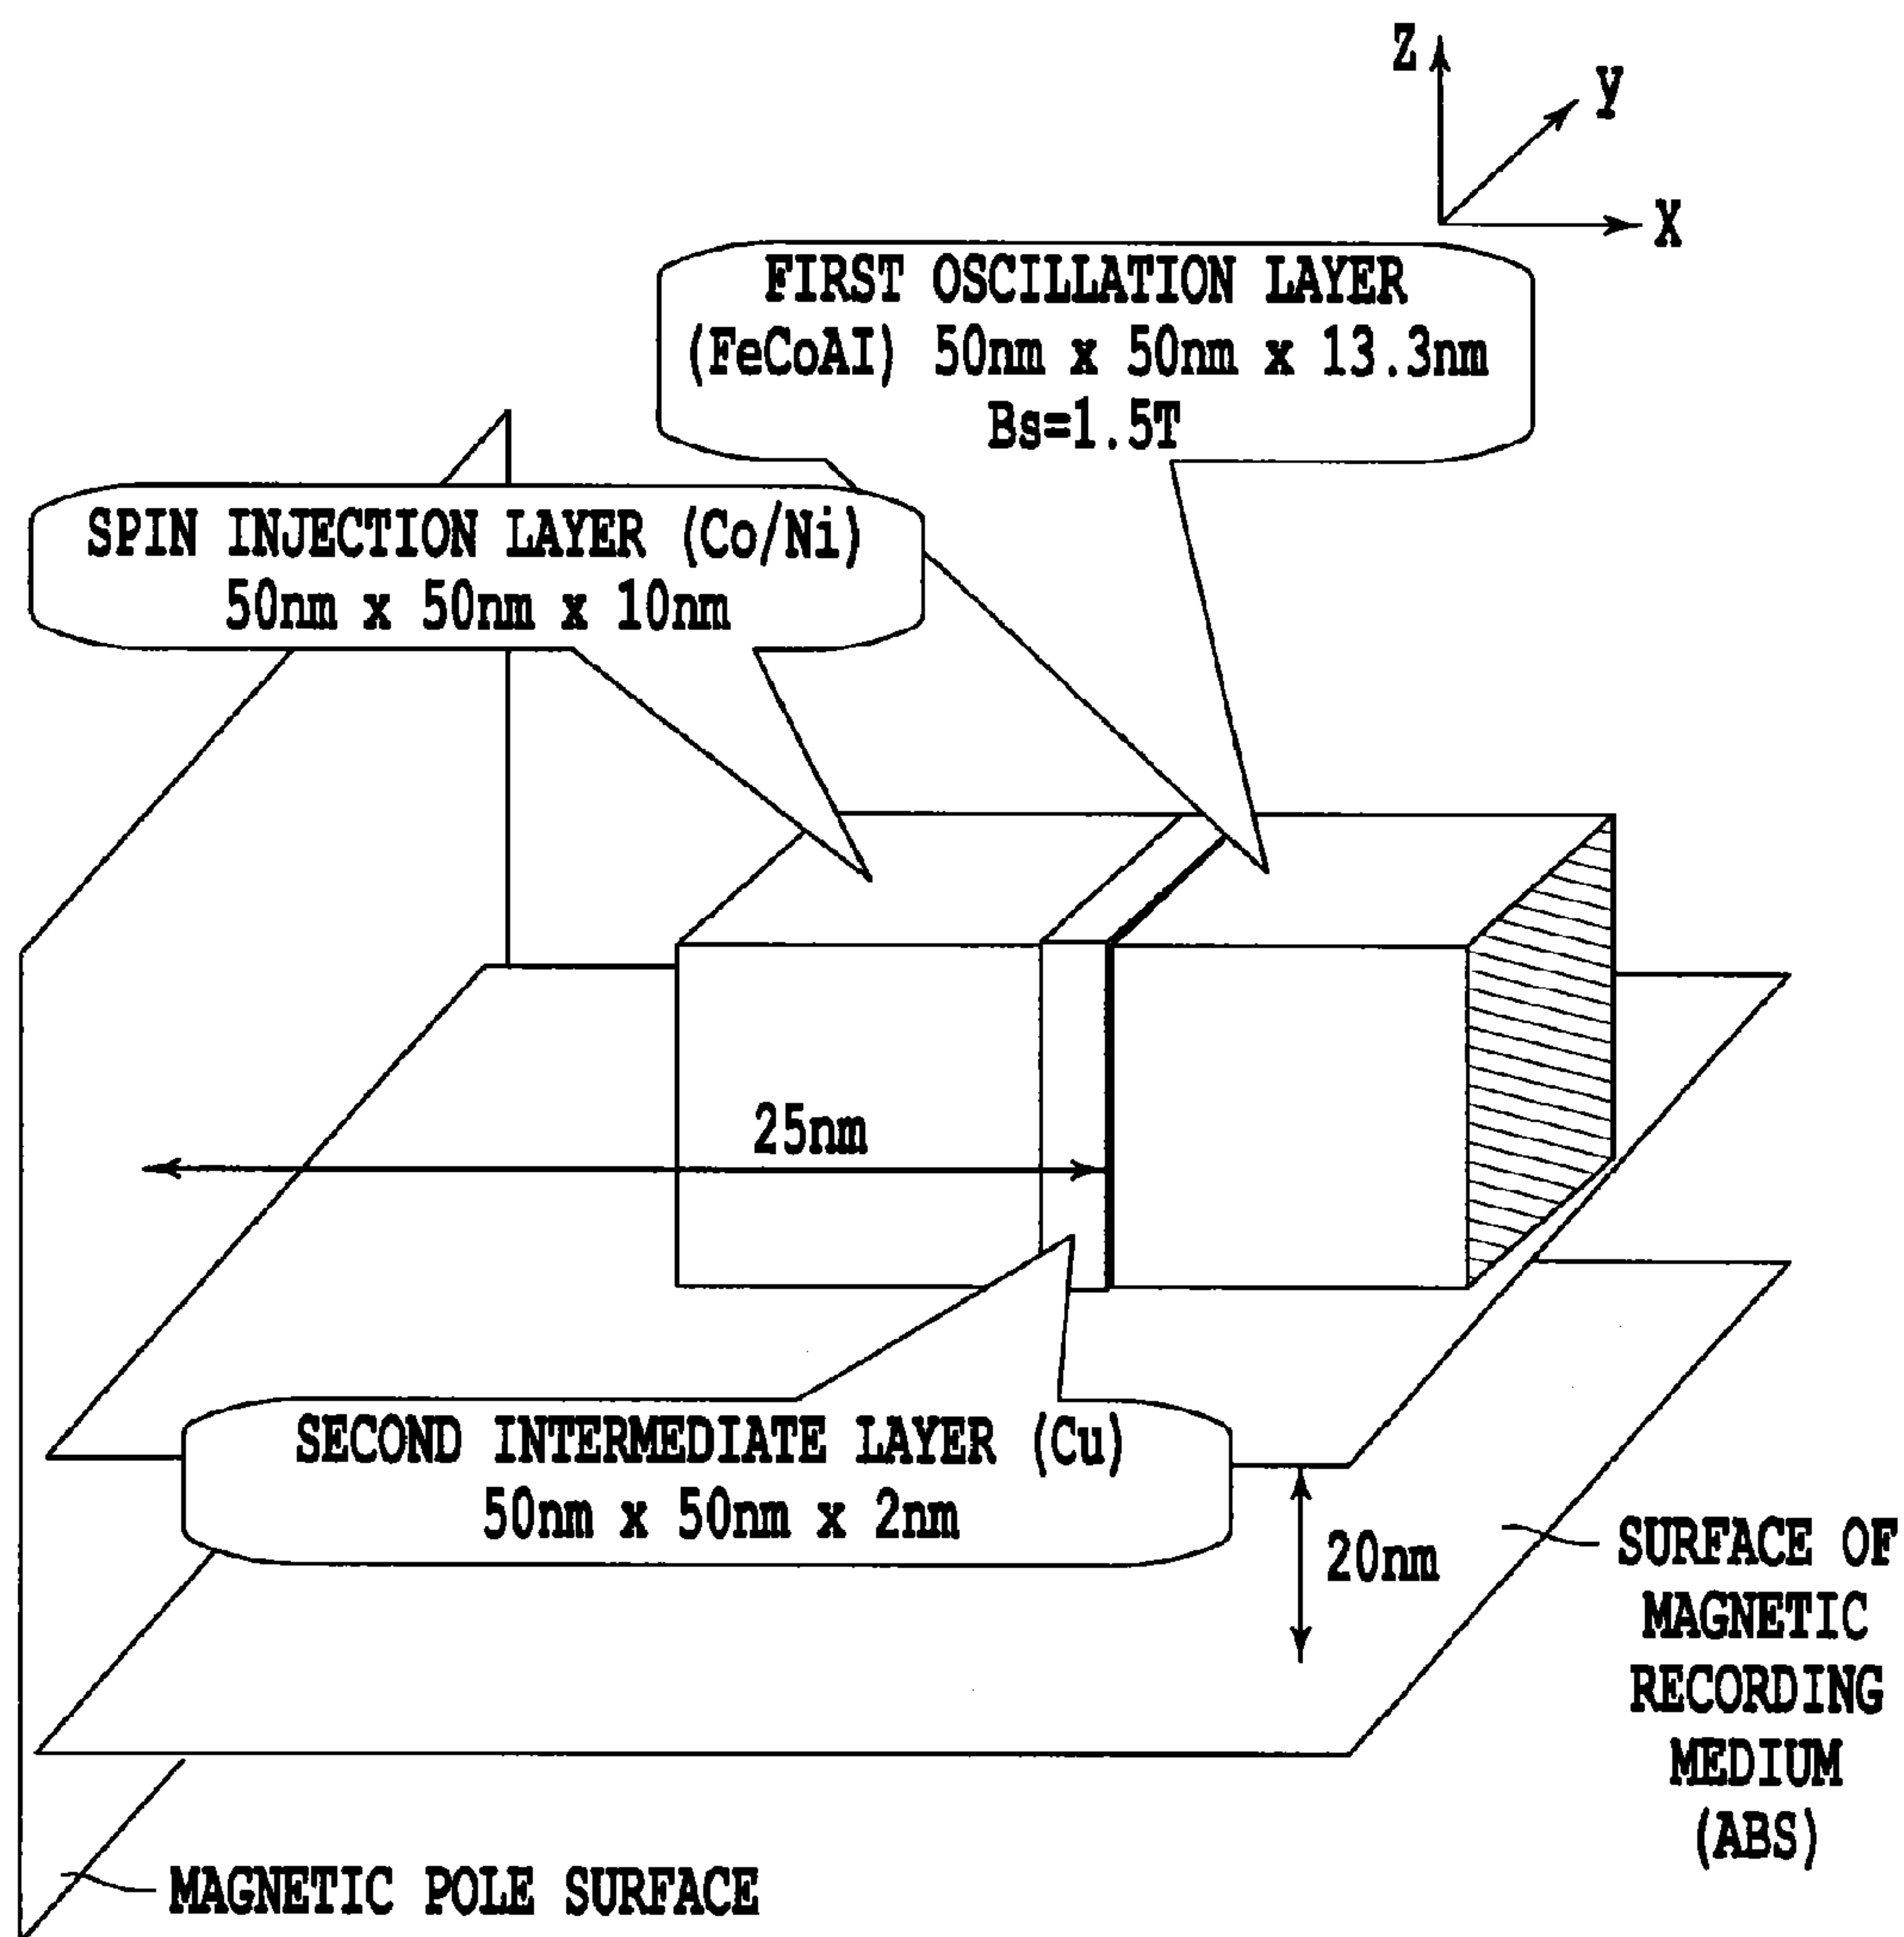 Z
y
X
FIRST OSCILLATION LAYER
(FeCoAI) 50nm x 50nm x 13.3nm
Bs=1.5T
SPIN INJECTION LAYER (Co/Ni)
50nm x 50nm x 10nm
25nm
SECOND INTERMEDIATE LAYER (Cu)
50nm x 50nm x 2nm
20nm
SURFACE OF
MAGNETIC
RECORDING
MEDIUM
(ABS)
MAGNETIC POLE SURFACE